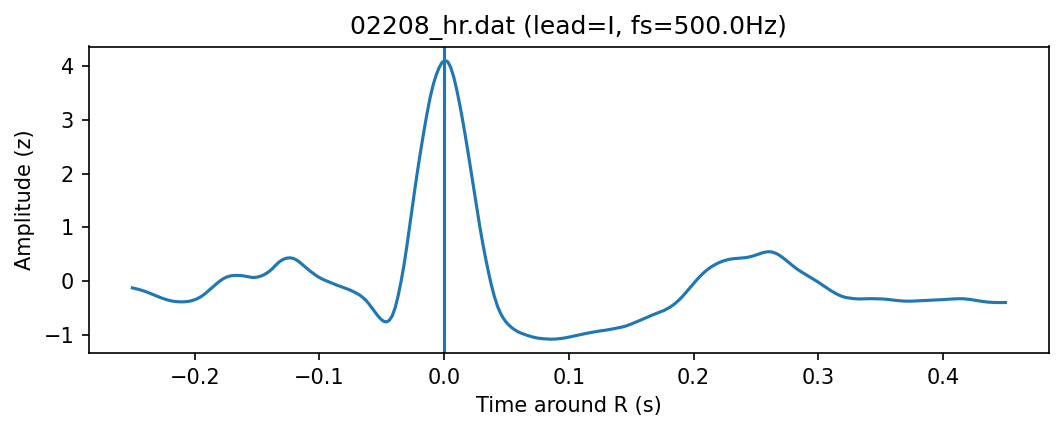 02208_hr.dat (lead=I, fs=500.0Hz)
Amplitude (z)
4
3
2
1
0
−1
−0.2 −0.1 0.0 0.1 0.2 0.3 0.4
Time around R (s)